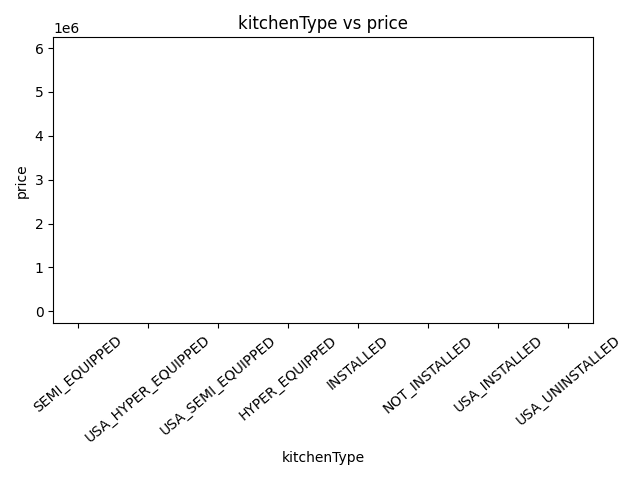 kitchenType vs price
1e6
6
5
4
3
2
1
0
price
SEMI_EQUIPPED
USA_HYPER_EQUIPPED
USA_SEMI_EQUIPPED
HYPER_EQUIPPED
INSTALLED
NOT_INSTALLED
USA_INSTALLED
USA_UNINSTALLED
kitchenType